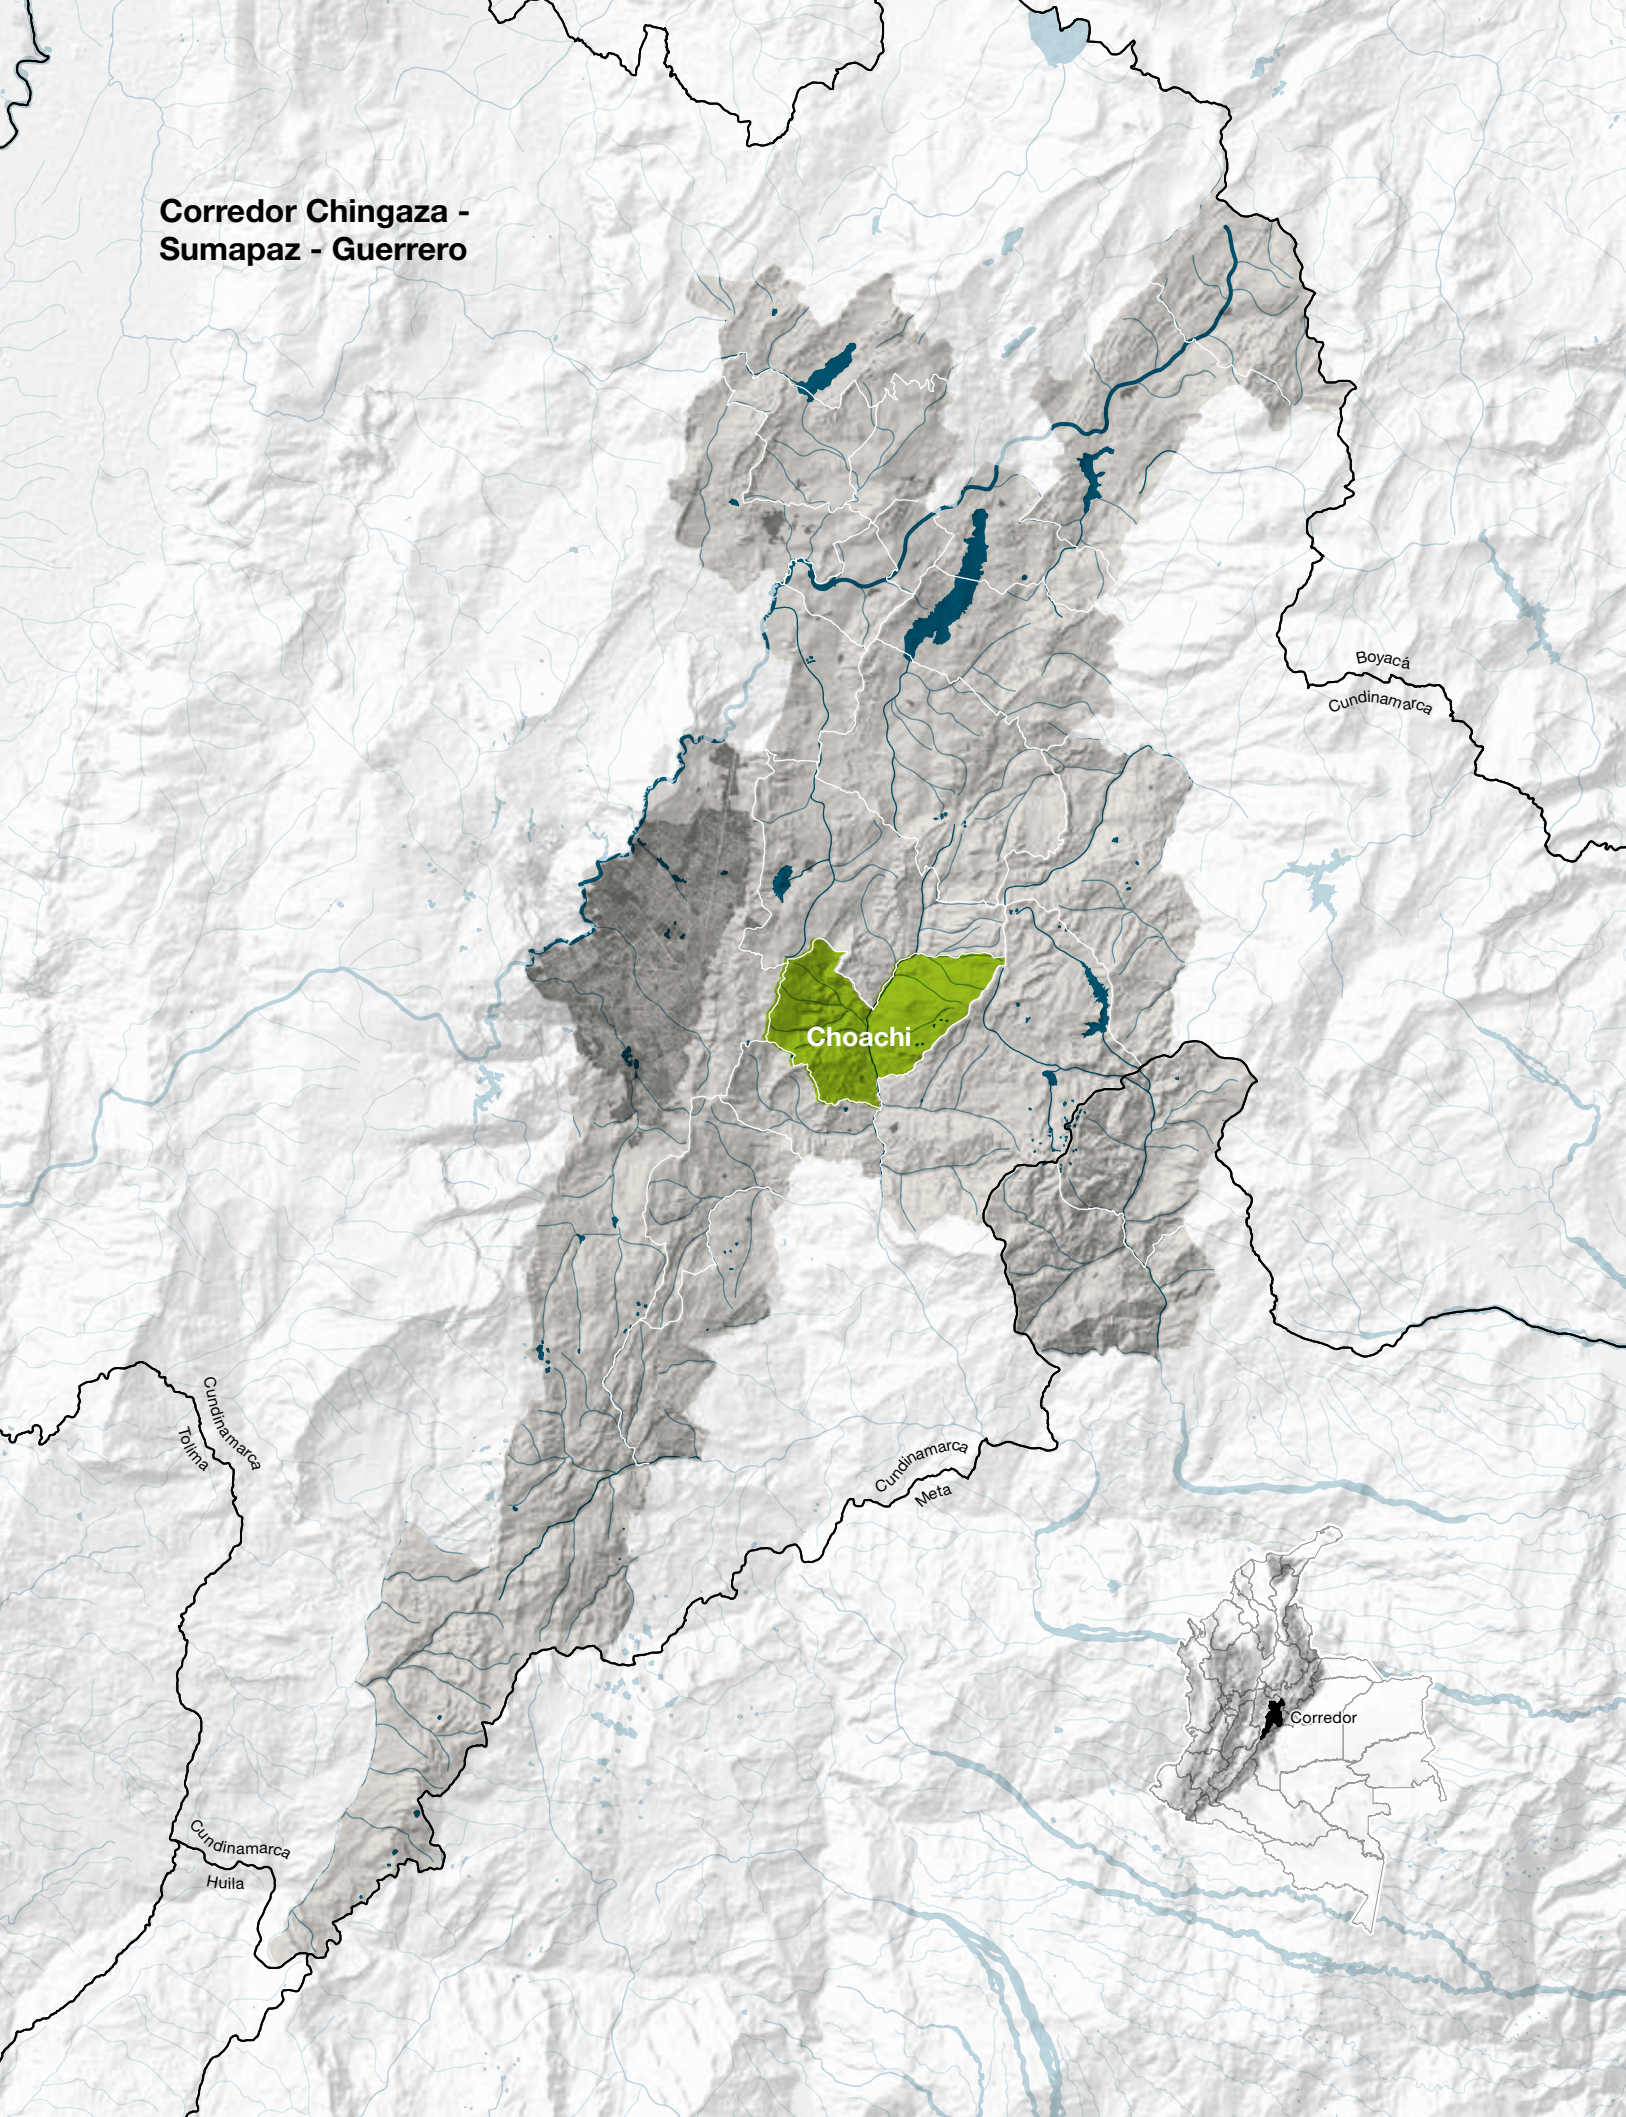 Corredor Chingaza -
Sumapaz - Guerrero
Boyacá
Cundinamarca
Choachi
Cundinamarca
Tolima
Cundinamarca
Meta
Corredor
Cundinamarca
Huila